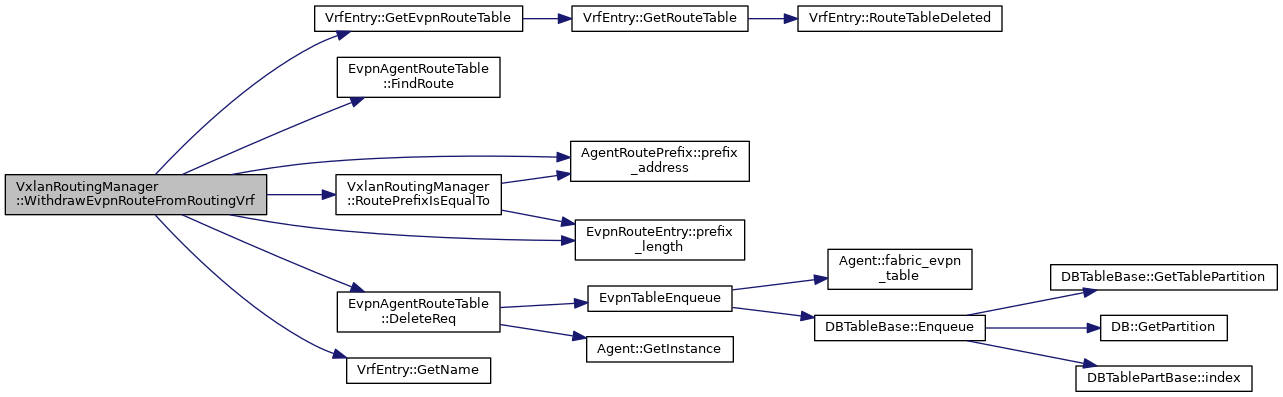 VrfEntry::GetEvpnRouteTable
VrfEntry::GetRouteTable
VrfEntry::RouteTableDeleted
EvpnAgentRouteTable
::FindRoute
AgentRoutePrefix::prefix
_address
VxlanRoutingManager
::WithdrawEvpnRouteFromRoutingVrf
VxlanRoutingManager
::RoutePrefixIsEqualTo
EvpnRouteEntry::prefix
_length
Agent::fabric_evpn
_table
DBTableBase::GetTablePartition
EvpnAgentRouteTable
::DeleteReq
EvpnTableEnqueue
DBTableBase::Enqueue
DB::GetPartition
Agent::GetInstance
VrfEntry::GetName
DBTablePartBase::index